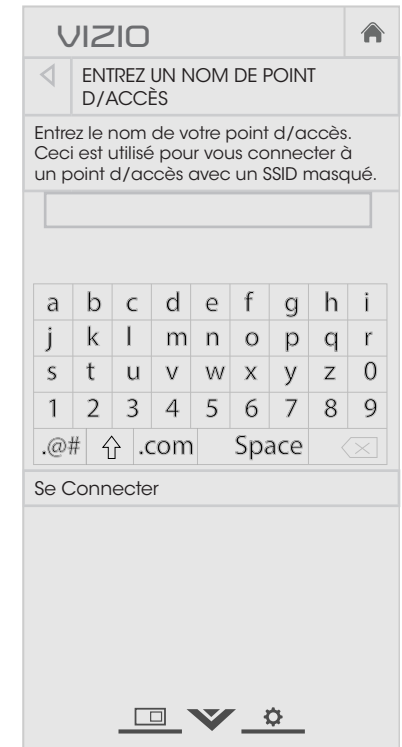 VIZIO
ENTREZ UN NOM DE POINT
D/ACCÈS
Entrez le nom de votre point d/accès.
Ceci est utilisé pour vous connecter à
un point d/accès avec un SSID masqué.
a b c d e f g h i
j k l m n o p q r
s t u v w x y z 0
1 2 3 4 5 6 7 8 9
.@# .com Space
Se Connecter